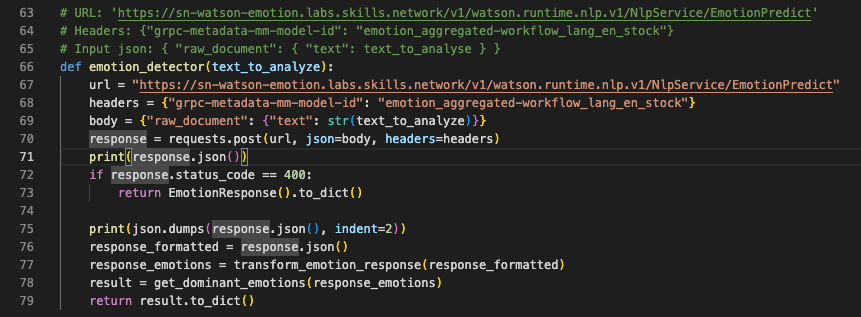 63 # URL: 'https://sn-watson-emotion.labs.skills.network/v1/watson.runtime.nlp.v1/NlpService/EmotionPredict'
64 # Headers: {"grpc-metadata-mm-model-id": "emotion_aggregated-workflow_lang_en_stock"}
65 # Input json: { "raw_document": { "text": text_to_analyse } }
66 def emotion_detector(text_to_analyze):
67     url = "https://sn-watson-emotion.labs.skills.network/v1/watson.runtime.nlp.v1/NlpService/EmotionPredict"
68     headers = {"grpc-metadata-mm-model-id": "emotion_aggregated-workflow_lang_en_stock"}
69     body = {"raw_document": {"text": str(text_to_analyze)}}
70     response = requests.post(url, json=body, headers=headers)
71     print(response.json())
72     if response.status_code == 400:
73         return EmotionResponse().to_dict()
74
75     print(json.dumps(response.json(), indent=2))
76     response_formatted = response.json()
77     response_emotions = transform_emotion_response(response_formatted)
78     result = get_dominant_emotions(response_emotions)
79     return result.to_dict()